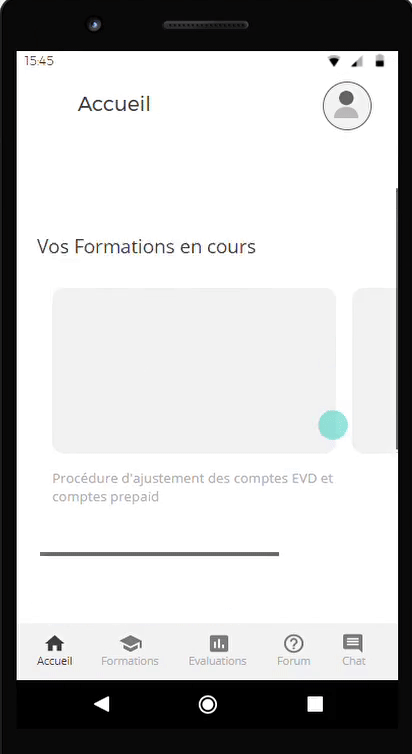 15:45
Accueil
Vos Formations en cours
Procédure d'ajustement des comptes EVD et
comptes prepaid
Accueil
Formations
Evaluations
Forum
Chat